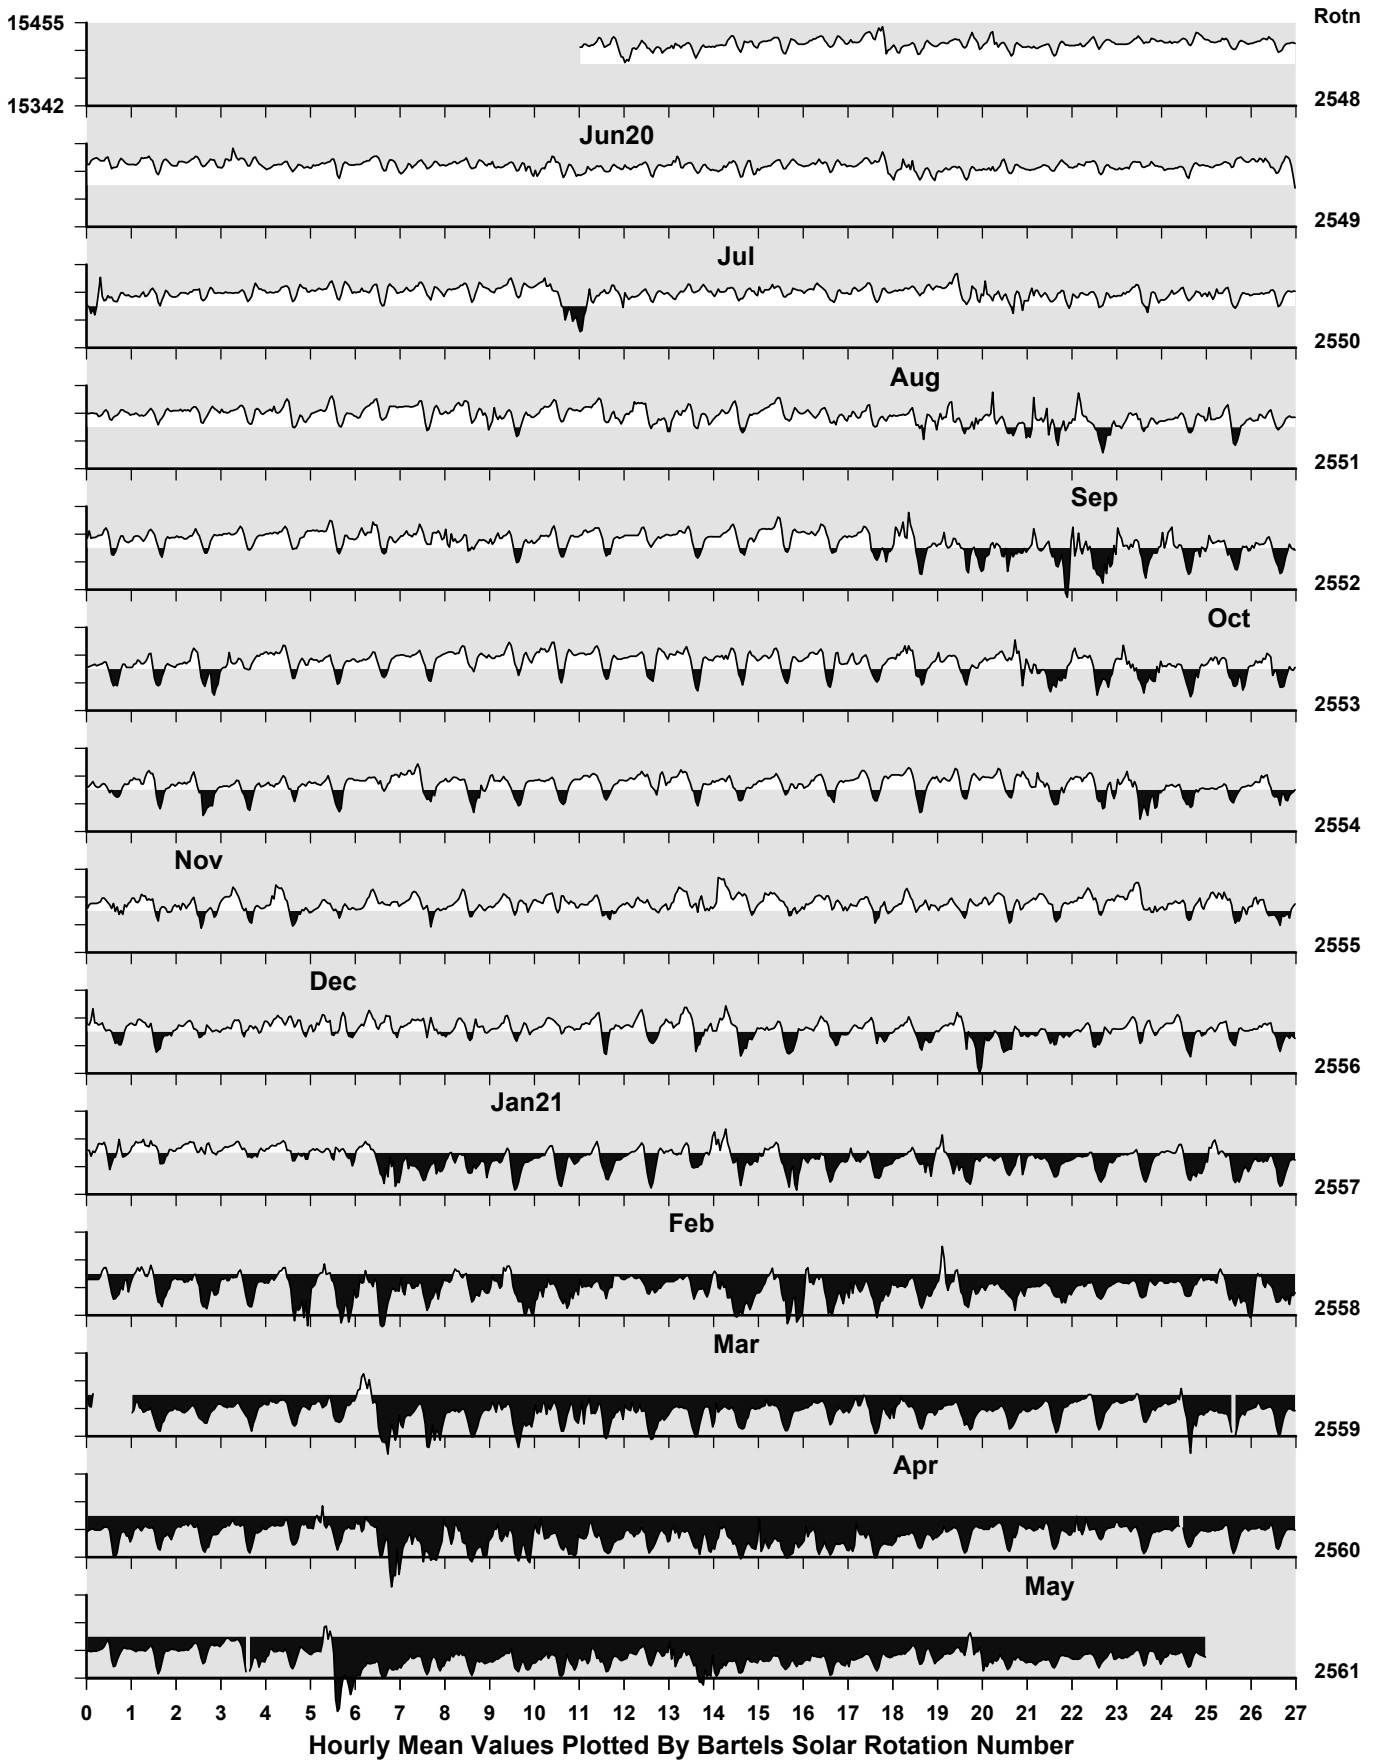 15455 Rotn
15342 2548
Jun20
2549
Jul
2550
Aug
2551
Sep
2552
Oct
2553
2554
Nov
2555
Dec
2556
Jan21
2557
Feb
2558
Mar
2559
Apr
2560
May
2561
0 1 2 3 4 5 6 7 8 9 10 11 12 13 14 15 16 17 18 19 20 21 22 23 24 25 26 27
Hourly Mean Values Plotted By Bartels Solar Rotation Number